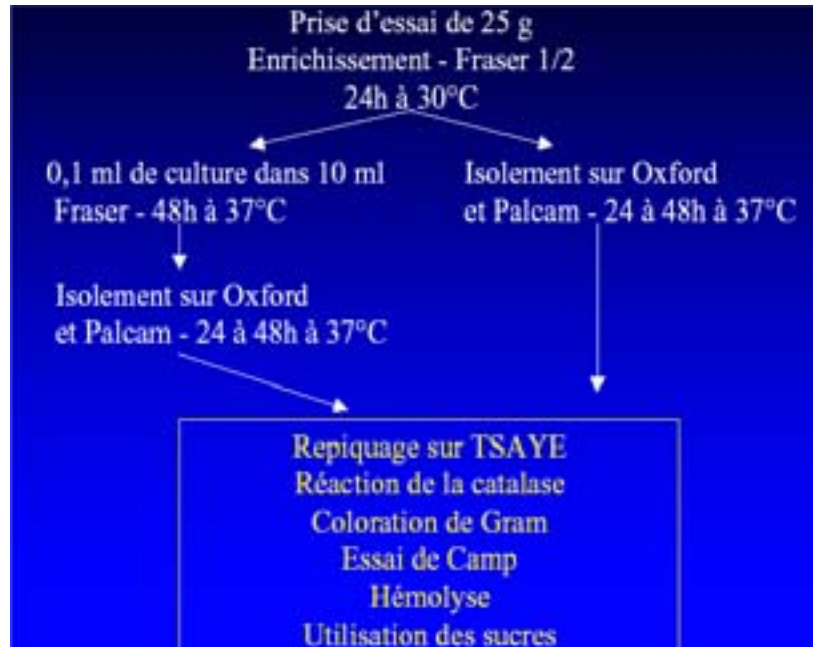 Prise d'essai de 25 g
Enrichissement - Fraser 1/2
24h à 30°C
0,1 ml de culture dans 10 ml
Fraser - 48h à 37°C
Isolement sur Oxford
et Palcam - 24 à 48h à 37°C
Isolement sur Oxford
et Palcam - 24 à 48h à 37°C
Repiquage sur TSAYE
Réaction de la catalase
Coloration de Gram
Essai de Camp
Hémolyse
Utilisation des sucres